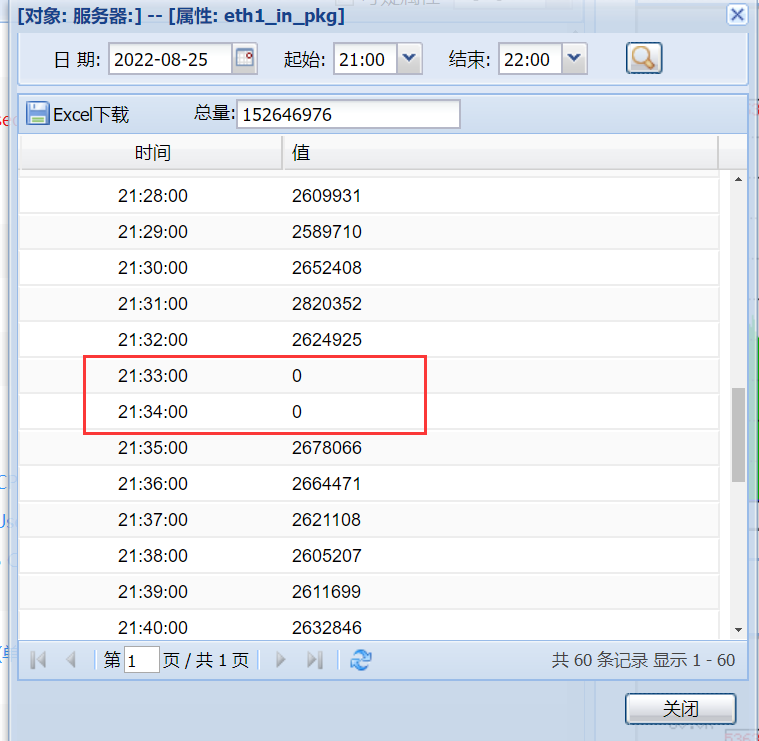 [对象: 服务器:] -- [属性: eth1_in_pkg]
日 期: 2022-08-25 起始: 21:00 结束: 22:00
Excel下载 总量: 152646976
时间 值
21:28:00 2609931
21:29:00 2589710
21:30:00 2652408
21:31:00 2820352
21:32:00 2624925
21:33:00 0
21:34:00 0
21:35:00 2678066
21:36:00 2664471
21:37:00 2621108
21:38:00 2605207
21:39:00 2611699
21:40:00 2632846
第 1 页 / 共 1 页 共 60 条记录 显示 1 - 60
关闭